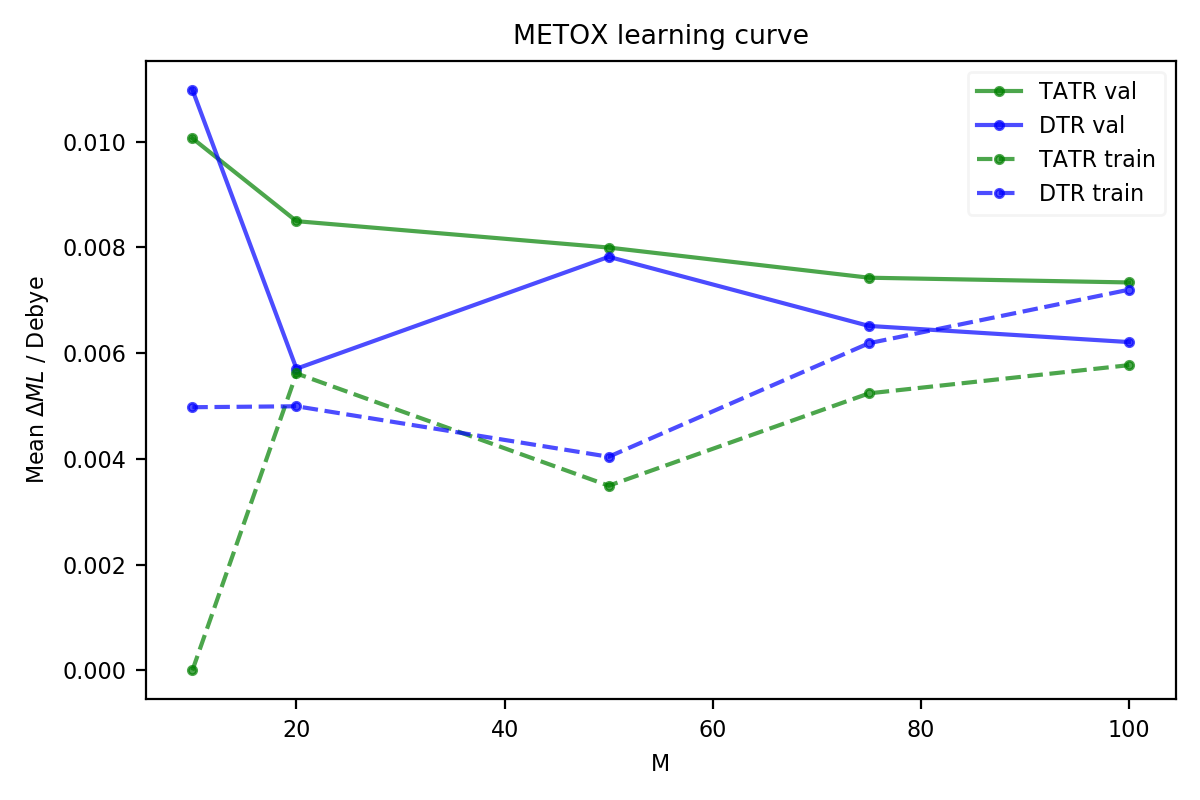 METOX learning curve
TATR val
DTR val
TATR train
DTR train
Mean ΔML / Debye
0.010
0.008
0.006
0.004
0.002
0.000
20 40 60 80 100
M